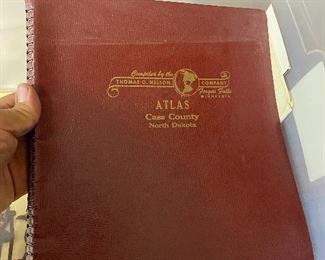 Compiled by the
THOMAS O. NELSON COMPANY
Fergus Falls
MINNESOTA
ATLAS
Cass County
North Dakota